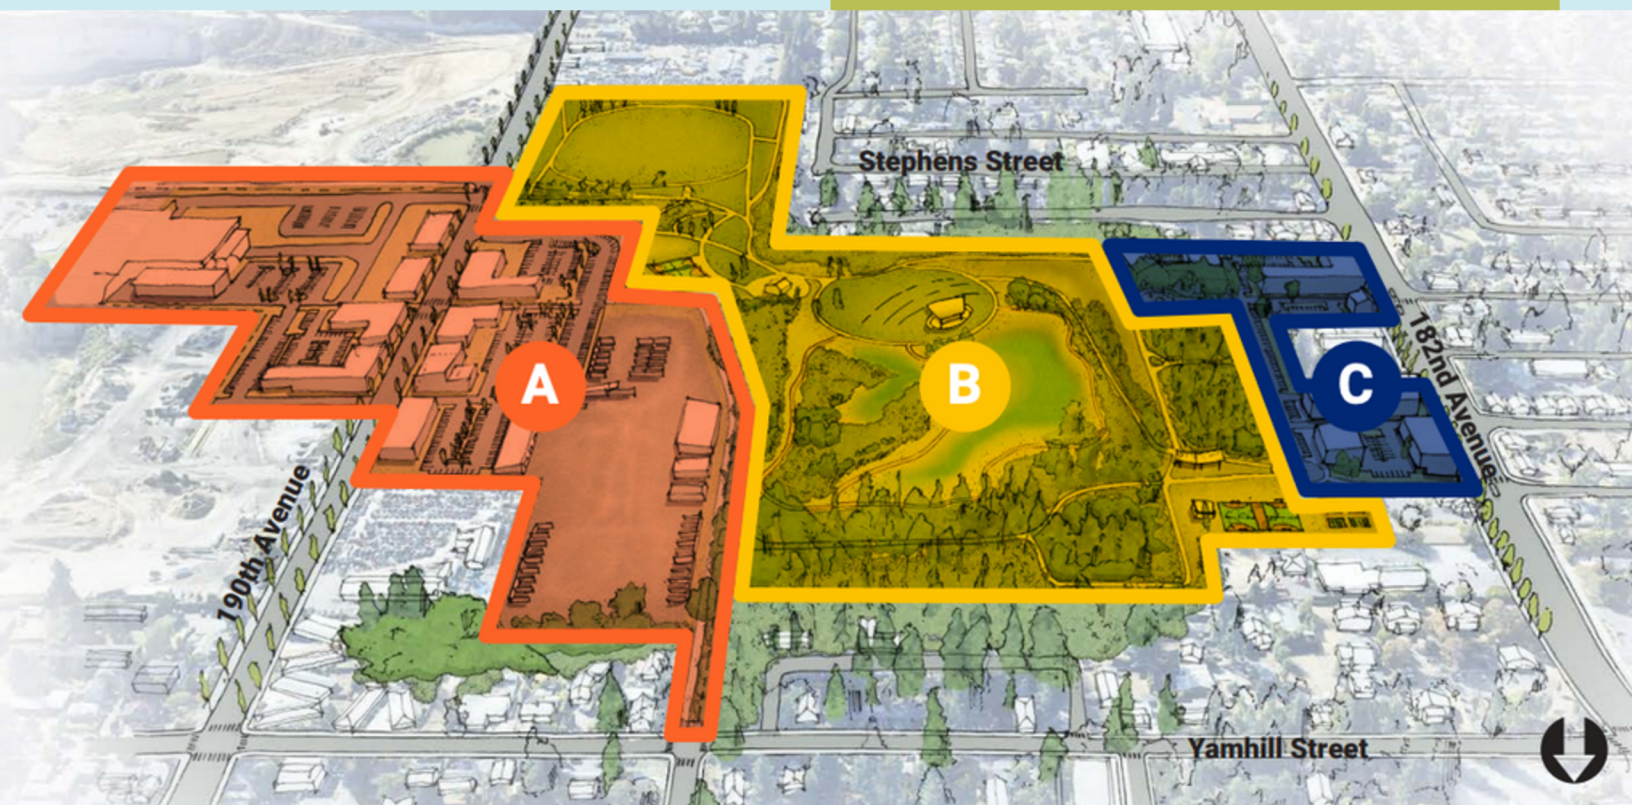 Stephens Street
A
B
C
182nd Avenue
190th Avenue
Yamhill Street